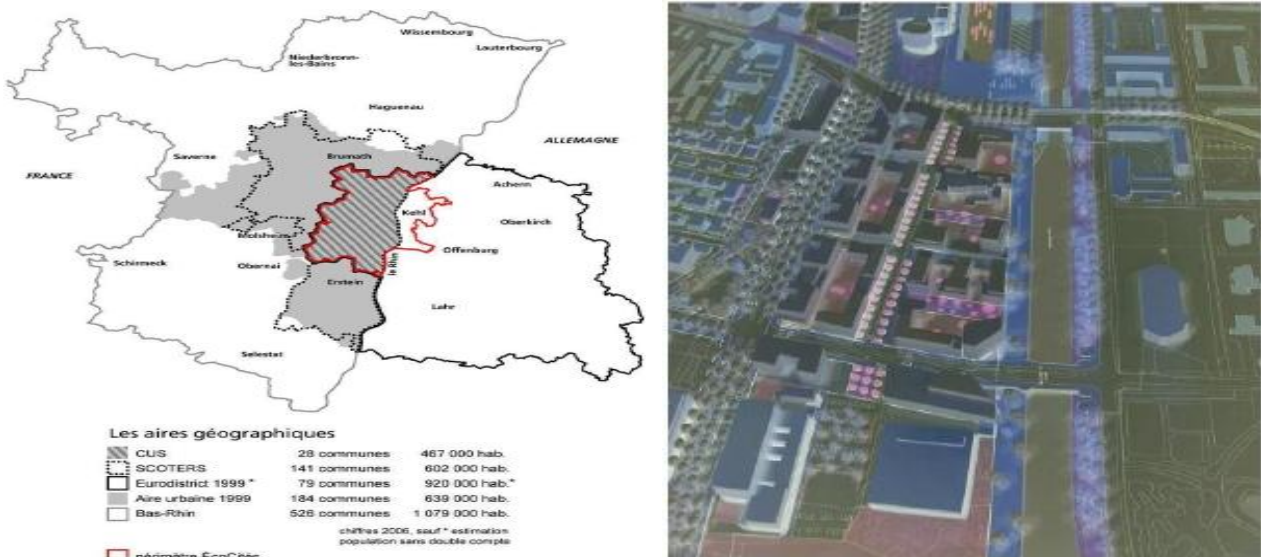 Wissembourg
Lauterbourg
Niederbronn-
les-Bains
Haguenau
ALLEMAGNE
Saverne
Brumath
FRANCE
Achern
Kehl
Oberkirch
Molsheim
Offenburg
Schirmeck
Obernai
le Rhin
Erstein
Lahr
Selestat
Les aires géographiques
CUS 28 communes 467 000 hab.
SCOTERS 141 communes 602 000 hab.
Eurodistrict 1999 * 79 communes 920 000 hab.*
Aire urbaine 1999 184 communes 639 000 hab.
Bas-Rhin 526 communes 1 079 000 hab.
chiffres 2006, sauf * estimation
population sans double compte
périmètre ÉcoCités